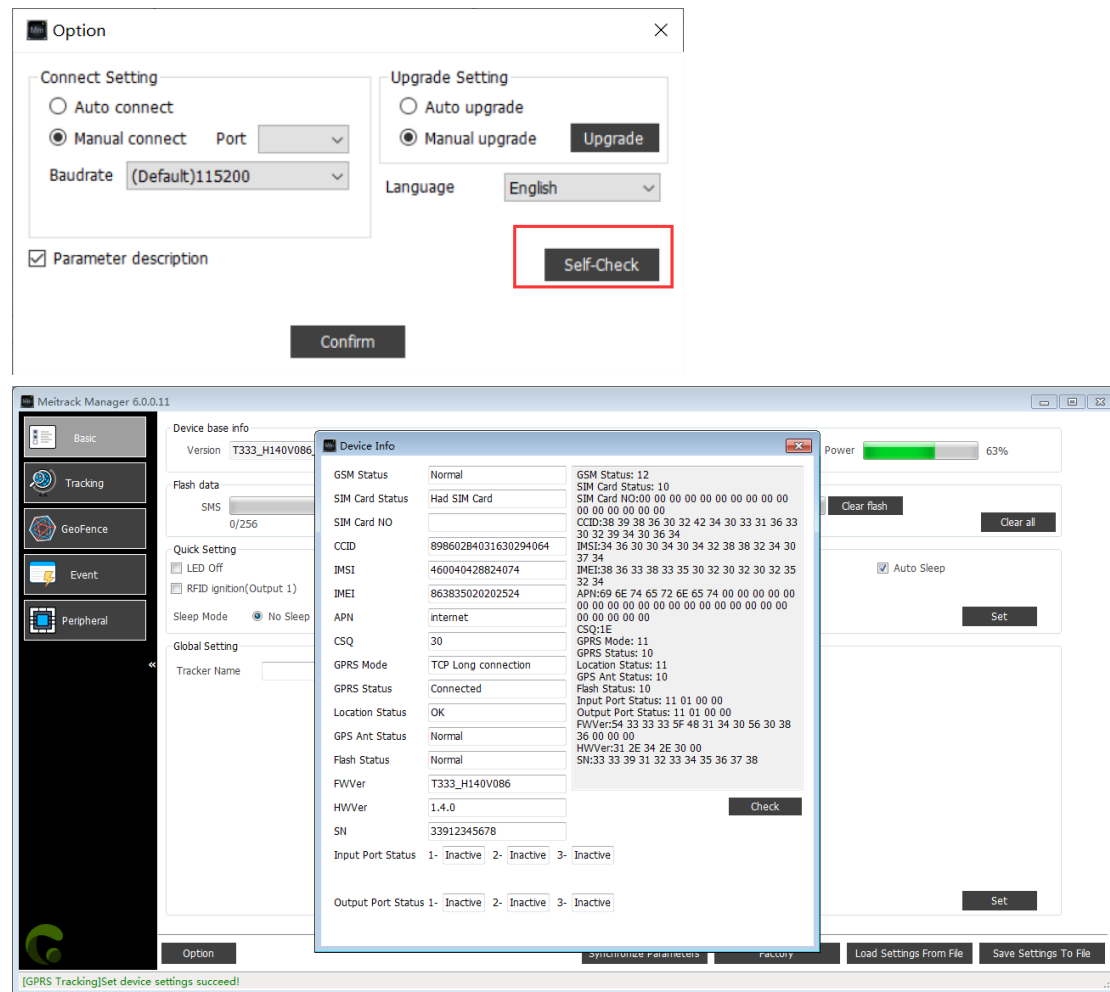 Option
Connect Setting
Auto connect
Manual connect Port
Baudrate (Default)115200
Upgrade Setting
Auto upgrade
Manual upgrade Upgrade
Language English
Parameter description
Self-Check
Confirm
Meitrack Manager 6.0.0.11
Basic
Tracking
GeoFence
Event
Peripheral
«
Device base info
Version T333_H140V086
Power 63%
Flash data
SMS
0/256
Clear flash
Clear all
Quick Setting
LED Off
RFID ignition(Output 1)
Auto Sleep
Sleep Mode No Sleep
Set
Global Setting
Tracker Name
Set
Device Info
GSM Status Normal
SIM Card Status Had SIM Card
SIM Card NO
CCID 898602B4031630294064
IMSI 460040428824074
IMEI 863835020202524
APN internet
CSQ 30
GPRS Mode TCP Long connection
GPRS Status Connected
Location Status OK
GPS Ant Status Normal
Flash Status Normal
FWVer T333_H140V086
HWVer 1.4.0
SN 33912345678
Input Port Status 1- Inactive 2- Inactive 3- Inactive
Output Port Status 1- Inactive 2- Inactive 3- Inactive
GSM Status: 12
SIM Card Status: 10
SIM Card NO:00 00 00 00 00 00 00 00 00 00
00 00 00 00 00 00
CCID:38 39 38 36 30 32 42 34 30 33 31 36 33
30 32 39 34 30 36 34
IMSI:34 36 30 30 34 30 34 32 38 38 32 34 30
37 34
IMEI:38 36 33 38 33 35 30 32 30 32 30 32 35
32 34
APN:69 6E 74 65 72 6E 65 74 00 00 00 00 00
00 00 00 00 00 00 00 00 00 00 00 00 00 00
00 00 00 00 00
CSQ:1E
GPRS Mode: 11
GPRS Status: 10
Location Status: 11
GPS Ant Status: 10
Flash Status: 10
Input Port Status: 11 01 00 00
Output Port Status: 11 01 00 00
FWVer:54 33 33 33 5F 48 31 34 30 56 30 38
36 00 00 00
HWVer:31 2E 34 2E 30 00
SN:33 33 39 31 32 33 34 35 36 37 38
Check
Option
Synchronize Parameters
Factory
Load Settings From File
Save Settings To File
[GPRS Tracking]Set device settings succeed!